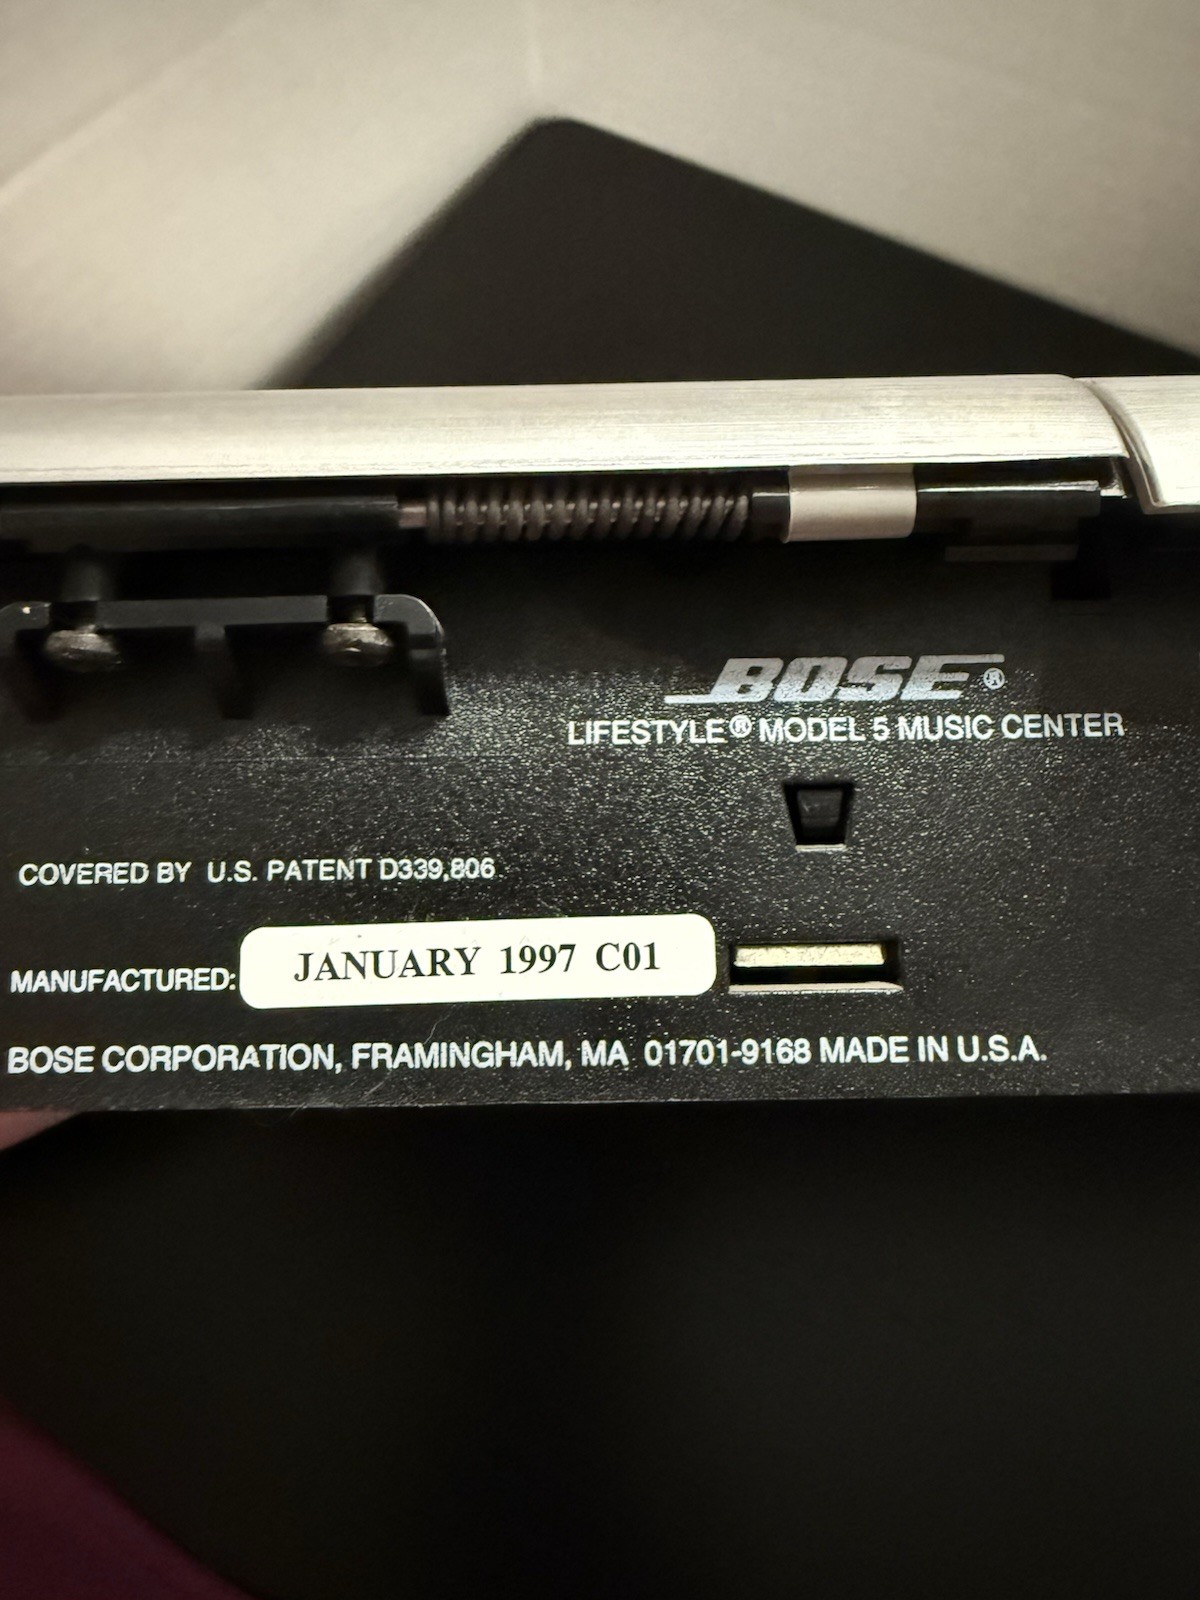 BOSE®
LIFESTYLE® MODEL 5 MUSIC CENTER
COVERED BY U.S. PATENT D339,806
MANUFACTURED: JANUARY 1997 C01
BOSE CORPORATION, FRAMINGHAM, MA 01701-9168 MADE IN U.S.A.